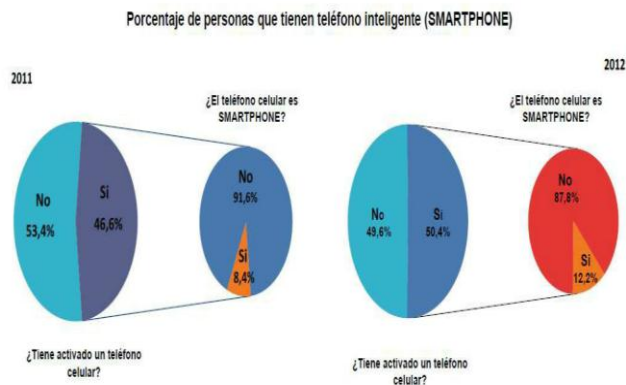 Porcentaje de personas que tienen teléfono inteligente (SMARTPHONE)
2011
¿El teléfono celular es
SMARTPHONE?
No
53,4%
Si
46,6%
No
91,6%
Si
8,4%
¿Tiene activado un teléfono
celular?
2012
¿El teléfono celular es
SMARTPHONE?
No
49,6%
Si
50,4%
No
87,8%
Si
12,2%
¿Tiene activado un teléfono
celular?